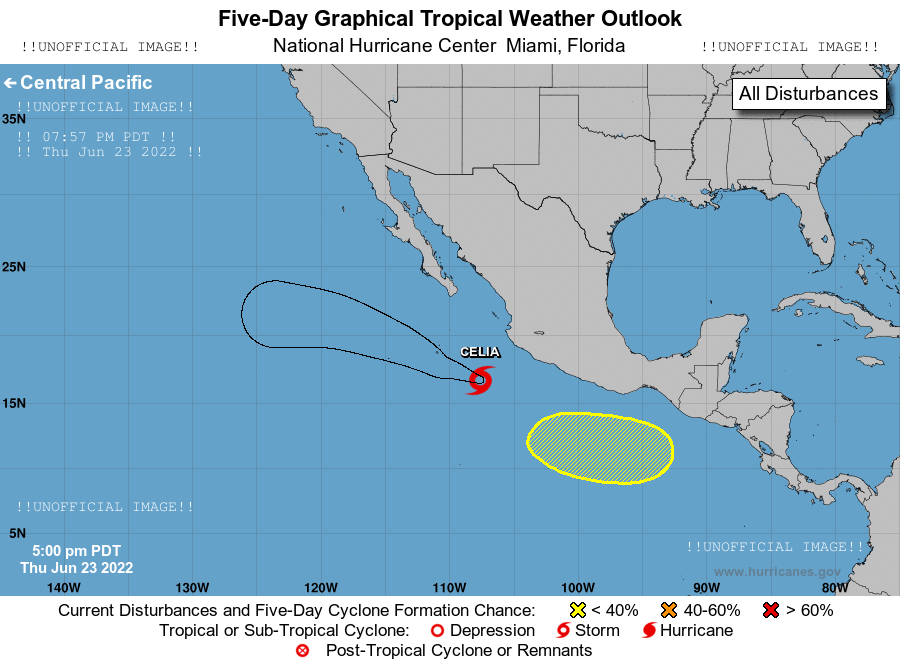 Five-Day Graphical Tropical Weather Outlook
!!UNOFFICIAL IMAGE!! National Hurricane Center Miami, Florida !!UNOFFICIAL IMAGE!!
← Central Pacific
All Disturbances
!!UNOFFICIAL IMAGE!!
35N
!! 07:57 PM PDT !!
!! Thu Jun 23 2022 !!
25N
CELIA
15N
!!UNOFFICIAL IMAGE!!
5N
5:00 pm PDT
Thu Jun 23 2022
!!UNOFFICIAL IMAGE!!
www.hurricanes.gov
140W 130W 120W 110W 100W 90W 80W
Current Disturbances and Five-Day Cyclone Formation Chance: < 40% 40-60% > 60%
Tropical or Sub-Tropical Cyclone: Depression Storm Hurricane
Post-Tropical Cyclone or Remnants